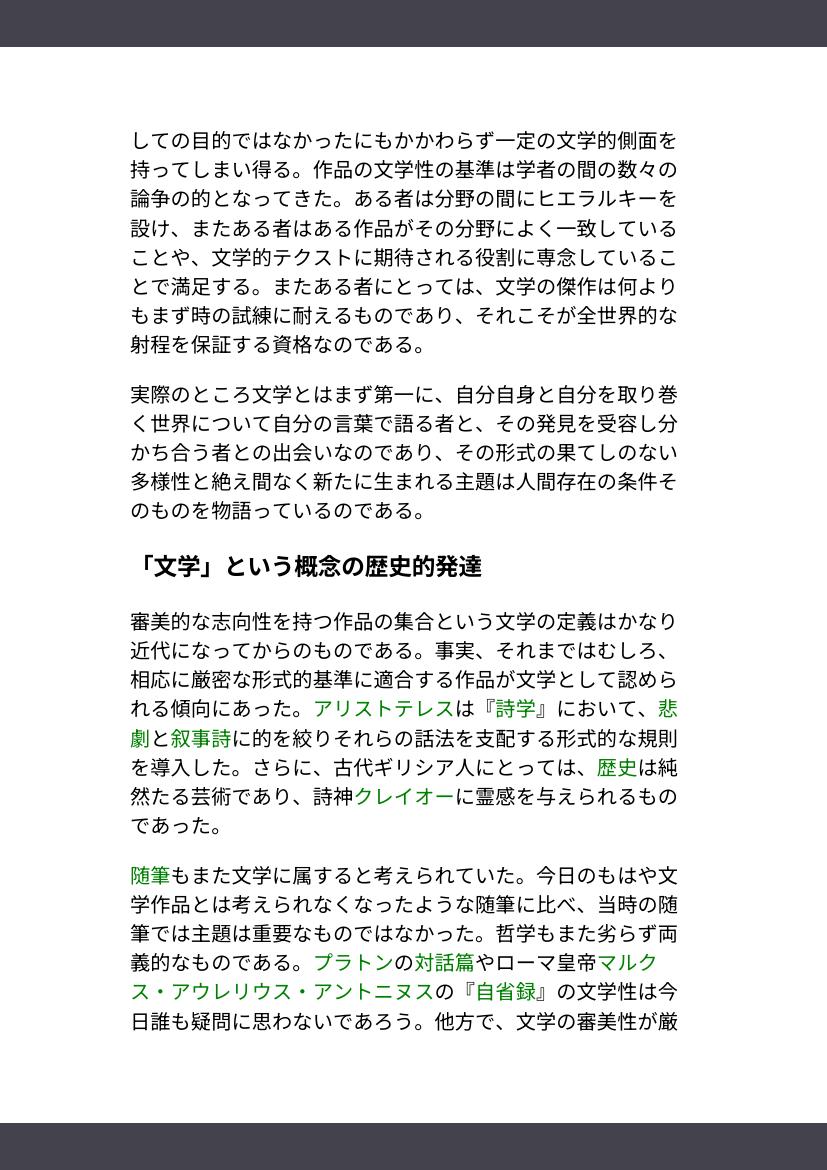 しての目的ではなかったにもかかわらず一定の文学的側面を
持ってしまい得る。作品の文学性の基準は学者の間の数々の
論争の的となってきた。ある者は分野の間にヒエラルキーを
設け、またある者はある作品がその分野によく一致している
ことや、文学的テクストに期待される役割に専念しているこ
とで満足する。またある者にとっては、文学の傑作は何より
もまず時の試練に耐えるものであり、それこそが全世界的な
射程を保証する資格なのである。
実際のところ文学とはまず第一に、自分自身と自分を取り巻
く世界について自分の言葉で語る者と、その発見を受容し分
かち合う者との出会いなのであり、その形式の果てしのない
多様性と絶え間なく新たに生まれる主題は人間存在の条件そ
のものを物語っているのである。
「文学」という概念の歴史的発達
審美的な志向性を持つ作品の集合という文学の定義はかなり
近代になってからのものである。事実、それまではむしろ、
相応に厳密な形式的基準に適合する作品が文学として認めら
れる傾向にあった。アリストテレスは『詩学』において、悲
劇と叙事詩に的を絞りそれらの話法を支配する形式的な規則
を導入した。さらに、古代ギリシア人にとっては、歴史は純
然たる芸術であり、詩神クレイオーに霊感を与えられるもの
であった。
随筆もまた文学に属すると考えられていた。今日のもはや文
学作品とは考えられなくなったような随筆に比べ、当時の随
筆では主題は重要なものではなかった。哲学もまた劣らず両
義的なものである。プラトンの対話篇やローマ皇帝マルク
ス・アウレリウス・アントニヌスの『自省録』の文学性は今
日誰も疑問に思わないであろう。他方で、文学の審美性が厳